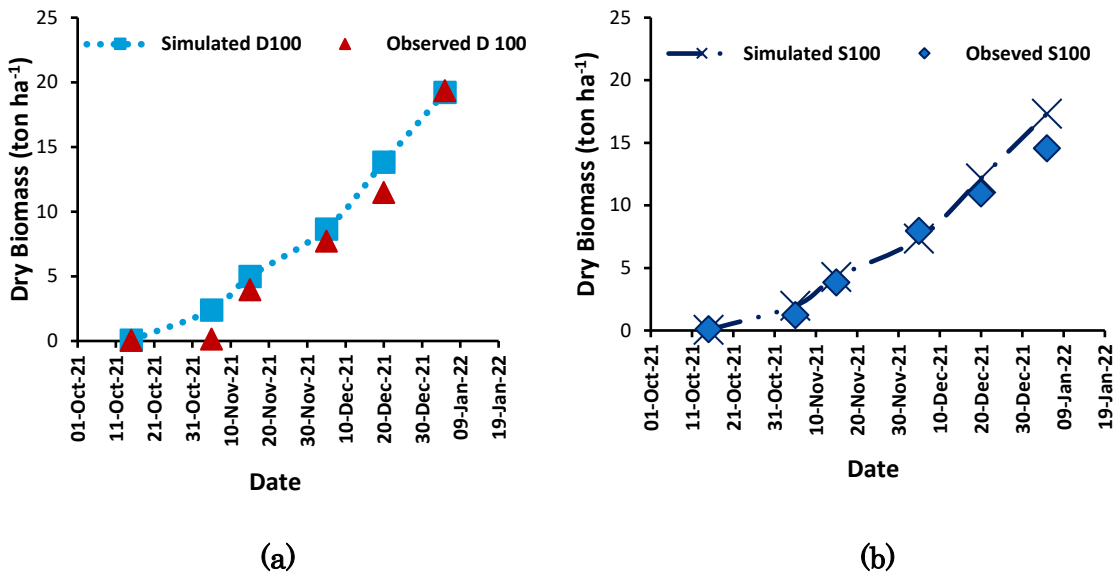 25
20
15
10
5
0
Dry Biomass (ton ha⁻¹)
Simulated D100
Observed D 100
01-Oct-21
11-Oct-21
21-Oct-21
31-Oct-21
10-Nov-21
20-Nov-21
30-Nov-21
10-Dec-21
20-Dec-21
30-Dec-21
09-Jan-22
19-Jan-22
Date
(a)
25
20
15
10
5
0
Dry Biomass (ton ha⁻¹)
Simulated S100
Obseved S100
01-Oct-21
11-Oct-21
21-Oct-21
31-Oct-21
10-Nov-21
20-Nov-21
30-Nov-21
10-Dec-21
20-Dec-21
30-Dec-21
09-Jan-22
19-Jan-22
Date
(b)